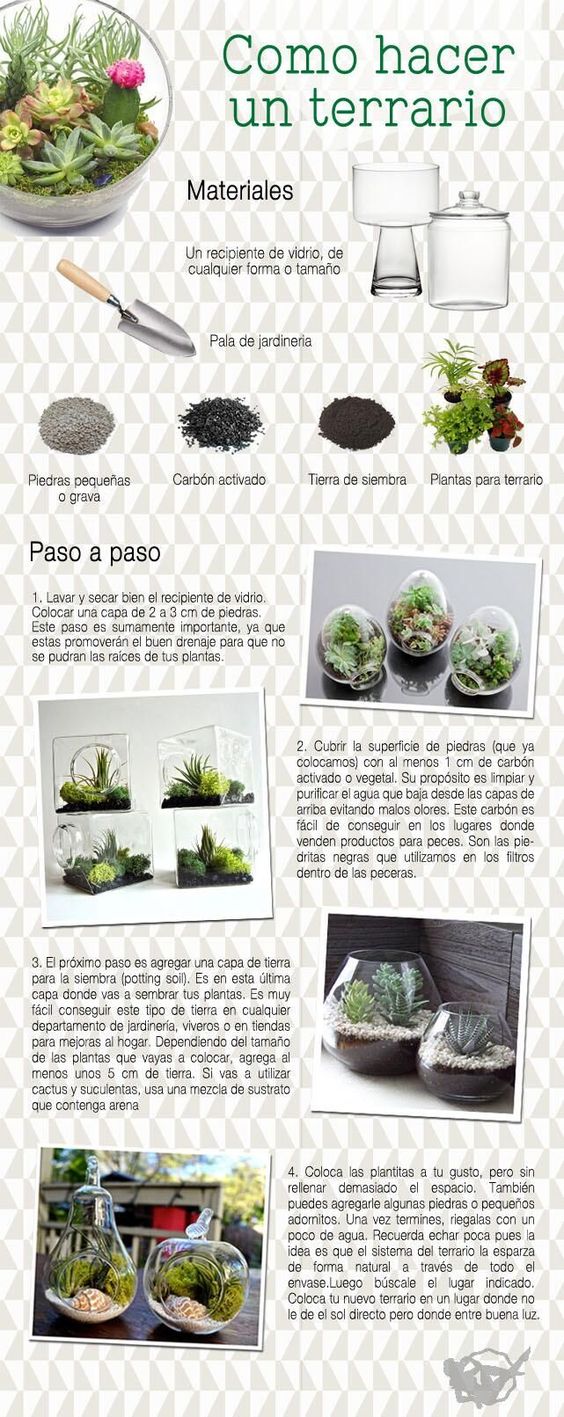 Como hacer
un terrario
Materiales
Un recipiente de vidrio, de
cualquier forma o tamaño
Pala de jardineria
Piedras pequeñas
o grava
Carbón activado
Tierra de siembra
Plantas para terrario
Paso a paso
1. Lavar y secar bien el recipiente de vidrio.
Colocar una capa de 2 a 3 cm de piedras.
Este paso es sumamente importante, ya que
estas promoverán el buen drenaje para que no
se pudran las raíces de tus plantas.
2. Cubrir la superficie de piedras (que ya
colocamos) con al menos 1 cm de carbón
activado o vegetal. Su propósito es limpiar y
purificar el agua que baja desde las capas de
arriba evitando malos olores. Este carbón es
fácil de conseguir en los lugares donde
venden productos para peces. Son las pie-
dritas negras que utilizamos en los filtros
dentro de las peceras.
3. El próximo paso es agregar una capa de tierra
para la siembra (potting soil). Es en esta última
capa donde vas a sembrar tus plantas. Es muy
fácil conseguir este tipo de tierra en cualquier
departamento de jardinería, viveros o en tiendas
para mejoras al hogar. Dependiendo del tamaño
de las plantas que vayas a colocar, agrega al
menos unos 5 cm de tierra. Si vas a utilizar
cactus y suculentas, usa una mezcla de sustrato
que contenga arena
4. Coloca las plantitas a tu gusto, pero sin
rellenar demasiado el espacio. También
puedes agregarle algunas piedras o pequeños
adornitos. Una vez termines, riegalas con un
poco de agua. Recuerda echar poca pues la
idea es que el sistema del terrario la esparza
de forma natural a través de todo el
envase.Luego búscale el lugar indicado.
Coloca tu nuevo terrario en un lugar donde no
le de el sol directo pero donde entre buena luz.